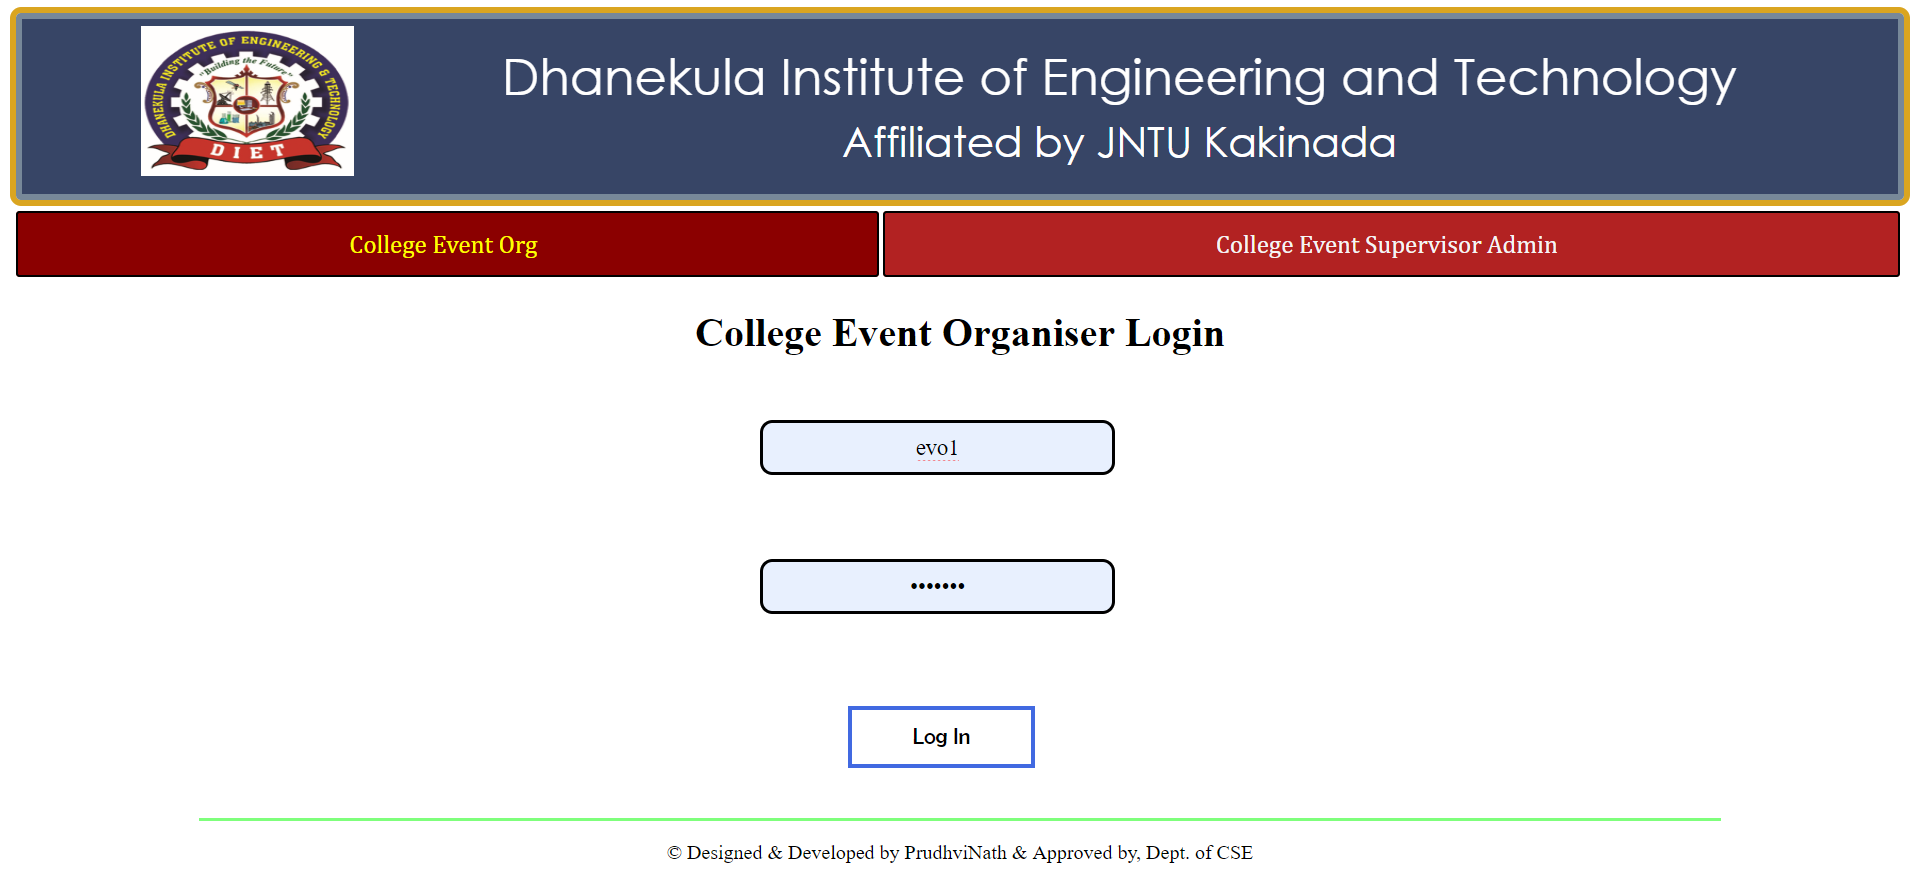 DHANEKULA INSTITUTE OF ENGINEERING & TECHNOLOGY
"Building the Future"
DIET
Dhanekula Institute of Engineering and Technology
Affiliated by JNTU Kakinada
College Event Org
College Event Supervisor Admin
College Event Organiser Login
evo1
•••••••
Log In
© Designed & Developed by PrudhviNath & Approved by, Dept. of CSE